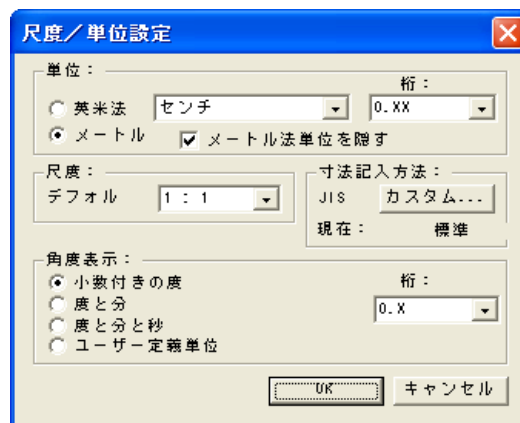 尺度／単位設定
単位：
桁：
英米法
センチ
0.XX
メートル
メートル法単位を隠す
尺度：
デフォル
1 : 1
寸法記入方法：
JIS
カスタム...
現在：
標準
角度表示：
小数付きの度
桁：
度と分
0.X
度と分と秒
ユーザー定義単位
OK
キャンセル